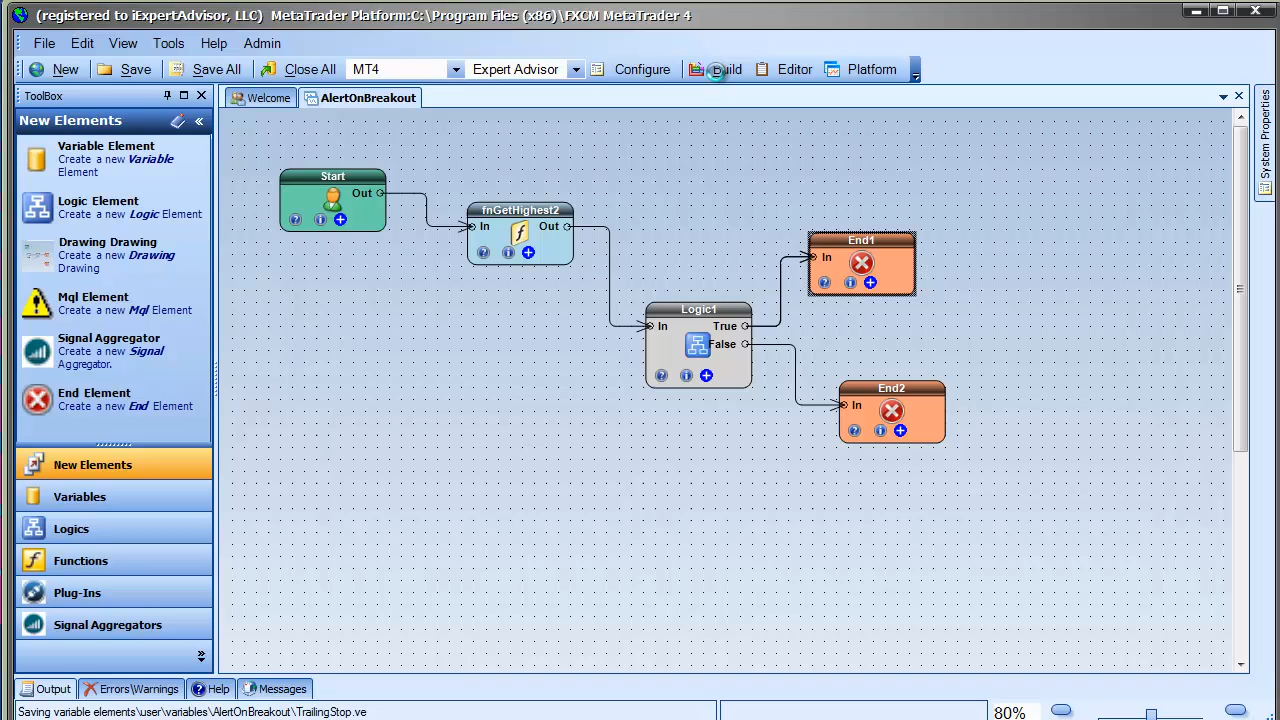 (registered to iExpertAdvisor, LLC) MetaTrader Platform:C:\Program Files (x86)\FXCM MetaTrader 4
File Edit View Tools Help Admin
New Save Save All Close All MT4 Expert Advisor Configure Build Editor Platform
ToolBox
Welcome AlertOnBreakout
System Properties
New Elements
Variable Element
Create a new Variable
Element
Logic Element
Create a new Logic Element
Drawing Drawing
Create a new Drawing
Drawing
Mql Element
Create a new Mql Element
Signal Aggregator
Create a new Signal
Aggregator.
End Element
Create a new End Element
New Elements
Variables
Logics
Functions
Plug-Ins
Signal Aggregators
Start
Out
fnGetHighest2
In Out
Logic1
In True
False
End1
In
End2
In
Output Errors\Warnings Help Messages
Saving variable elements\user\variables\AlertOnBreakout\TrailingStop.ve
80%